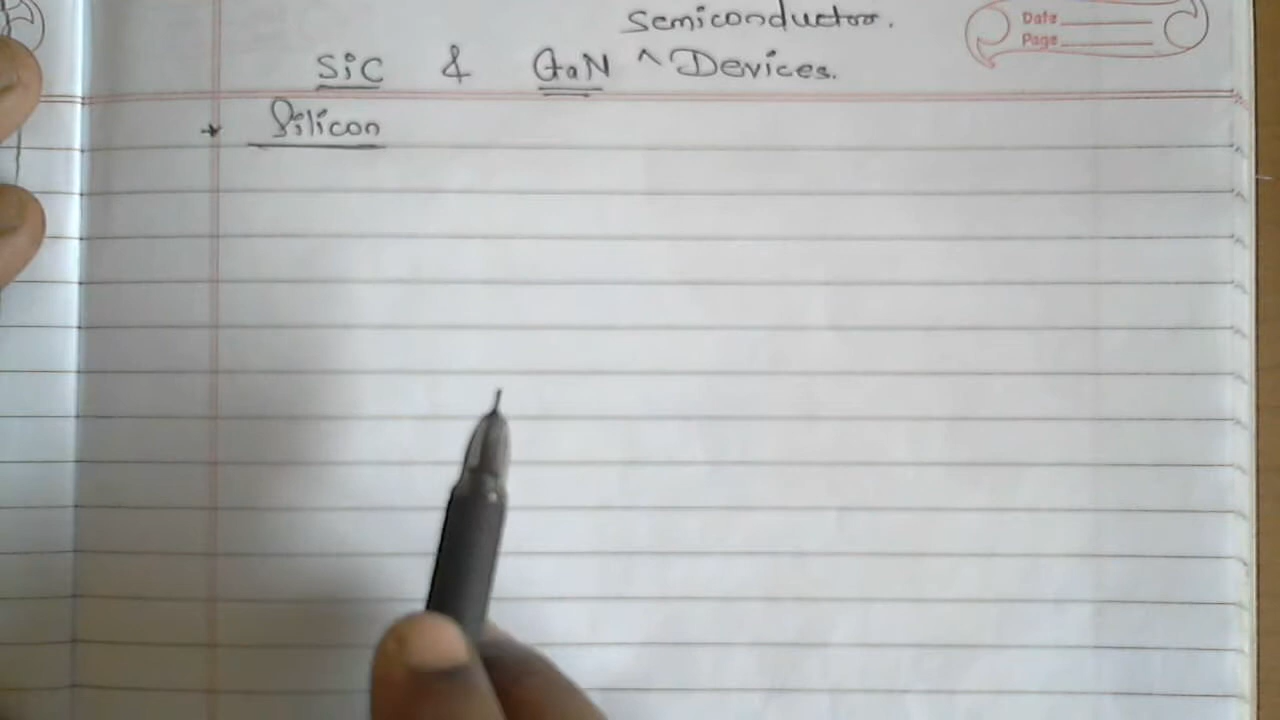 Semiconductor.
SiC & GaN ^ Devices.
* Silicon
Date
Page